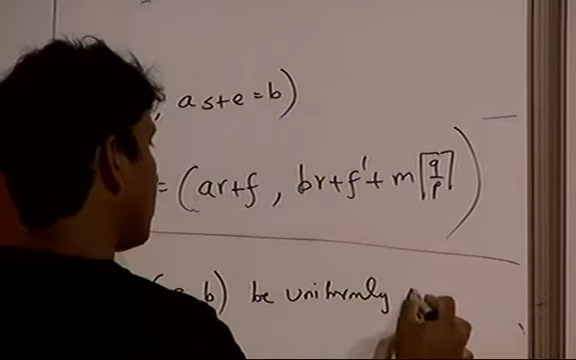 , as+e=b)
= (ar+f, br+f'+m⌈q/p⌉)
b) be uniformly